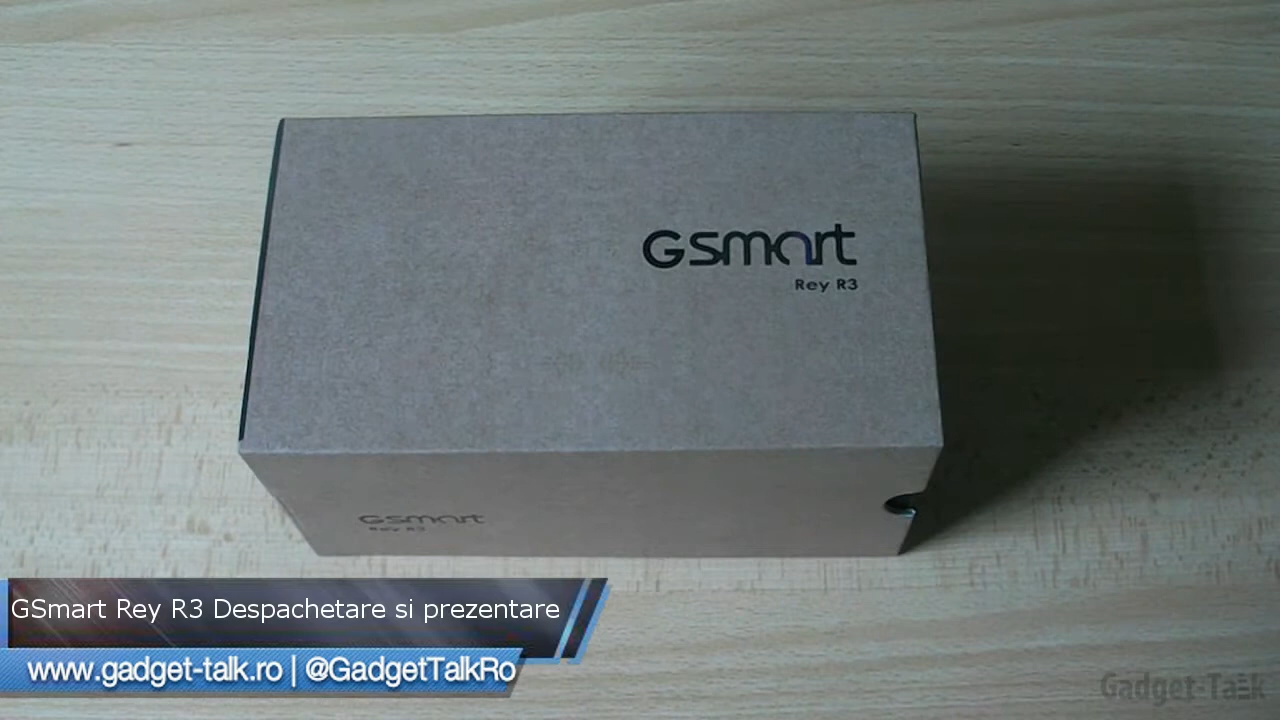 GSmart
Rey R3
GSmart
Rey R3
GSmart Rey R3 Despachetare si prezentare
www.gadget-talk.ro | @GadgetTalkRo
Gadget-Talk